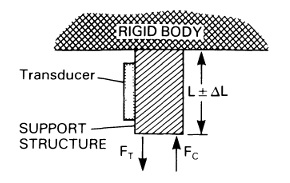 RIGID BODY
Transducer
L ± ΔL
SUPPORT
STRUCTURE
F_T
F_C